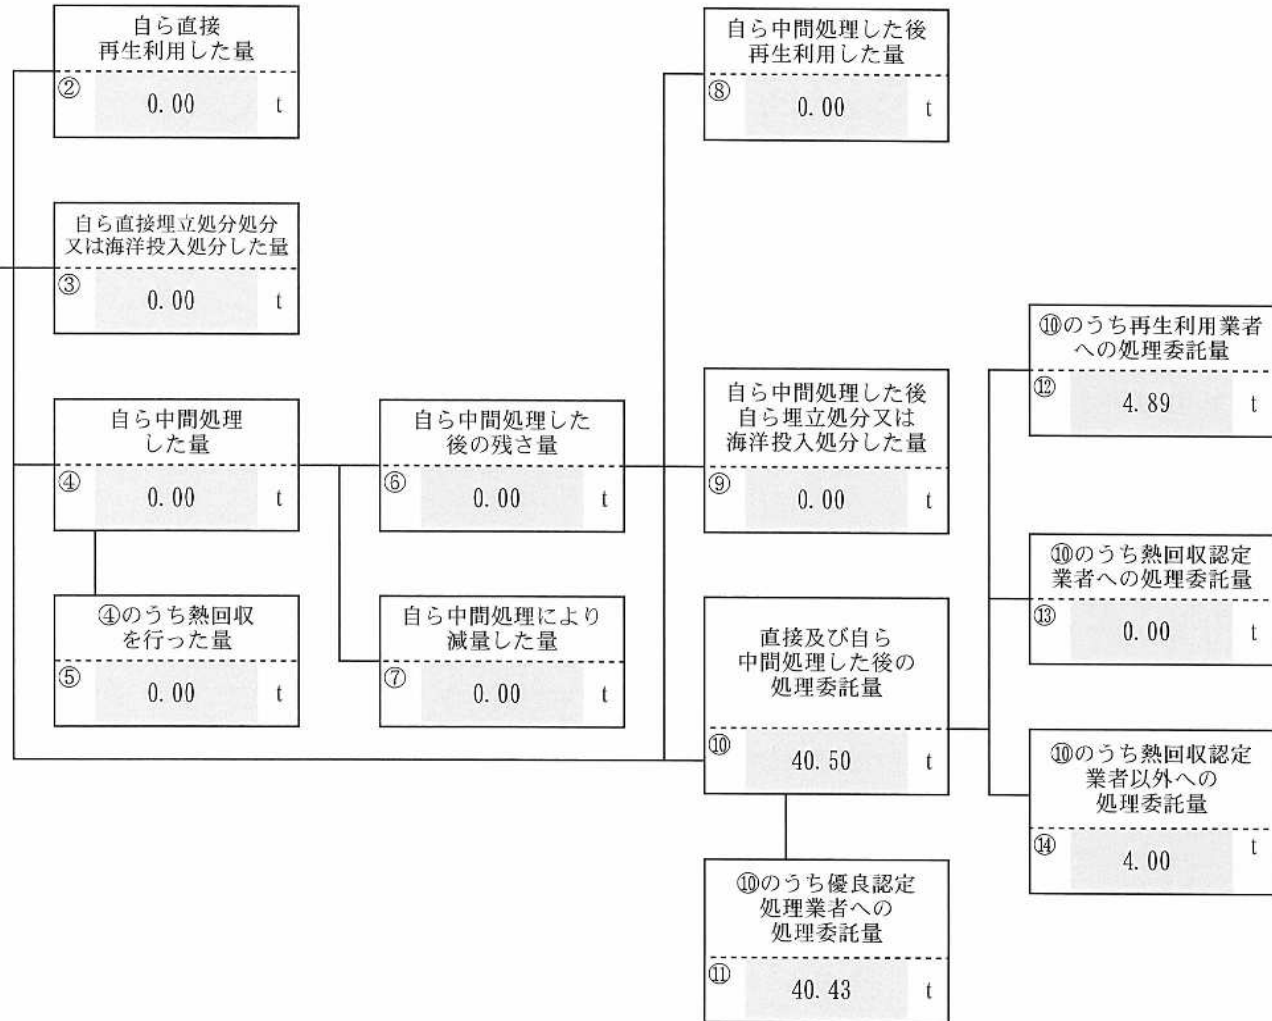 自ら直接
再生利用した量
② 0.00 t
自ら直接埋立処分処分
又は海洋投入処分した量
③ 0.00 t
自ら中間処理
した量
④ 0.00 t
④のうち熱回収
を行った量
⑤ 0.00 t
自ら中間処理した
後の残さ量
⑥ 0.00 t
自ら中間処理により
減量した量
⑦ 0.00 t
自ら中間処理した後
再生利用した量
⑧ 0.00 t
自ら中間処理した後
自ら埋立処分又は
海洋投入処分した量
⑨ 0.00 t
直接及び自ら
中間処理した後の
処理委託量
⑩ 40.50 t
⑩のうち優良認定
処理業者への
処理委託量
⑪ 40.43 t
⑩のうち再生利用業者
への処理委託量
⑫ 4.89 t
⑩のうち熱回収認定
業者への処理委託量
⑬ 0.00 t
⑩のうち熱回収認定
業者以外への
処理委託量
⑭ 4.00 t